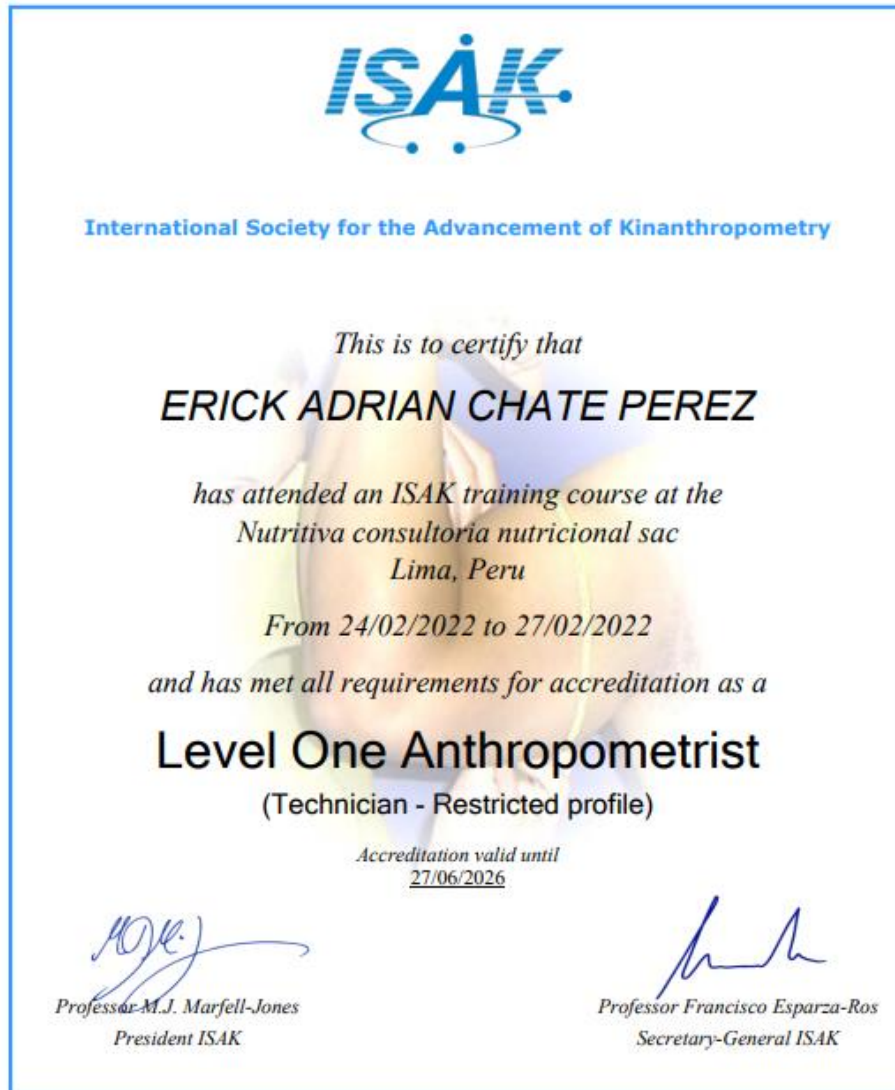 ISAK
International Society for the Advancement of Kinanthropometry
This is to certify that
ERICK ADRIAN CHATE PEREZ
has attended an ISAK training course at the
Nutritiva consultoria nutricional sac
Lima, Peru
From 24/02/2022 to 27/02/2022
and has met all requirements for accreditation as a
Level One Anthropometrist
(Technician - Restricted profile)
Accreditation valid until
27/06/2026
Professor M.J. Marfell-Jones
President ISAK
Professor Francisco Esparza-Ros
Secretary-General ISAK